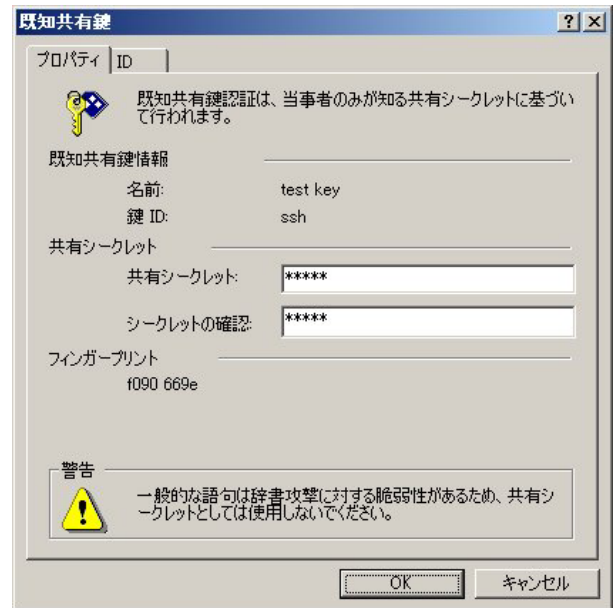 既知共有鍵
プロパティ ID
既知共有鍵認証は、当事者のみが知る共有シークレットに基づい
て行われます。
既知共有鍵情報
名前: test key
鍵 ID: ssh
共有シークレット
共有シークレット: *****
シークレットの確認: *****
フィンガープリント
f090 669e
警告
一般的な語句は辞書攻撃に対する脆弱性があるため、共有シ
ークレットとしては使用しないでください。
OK キャンセル